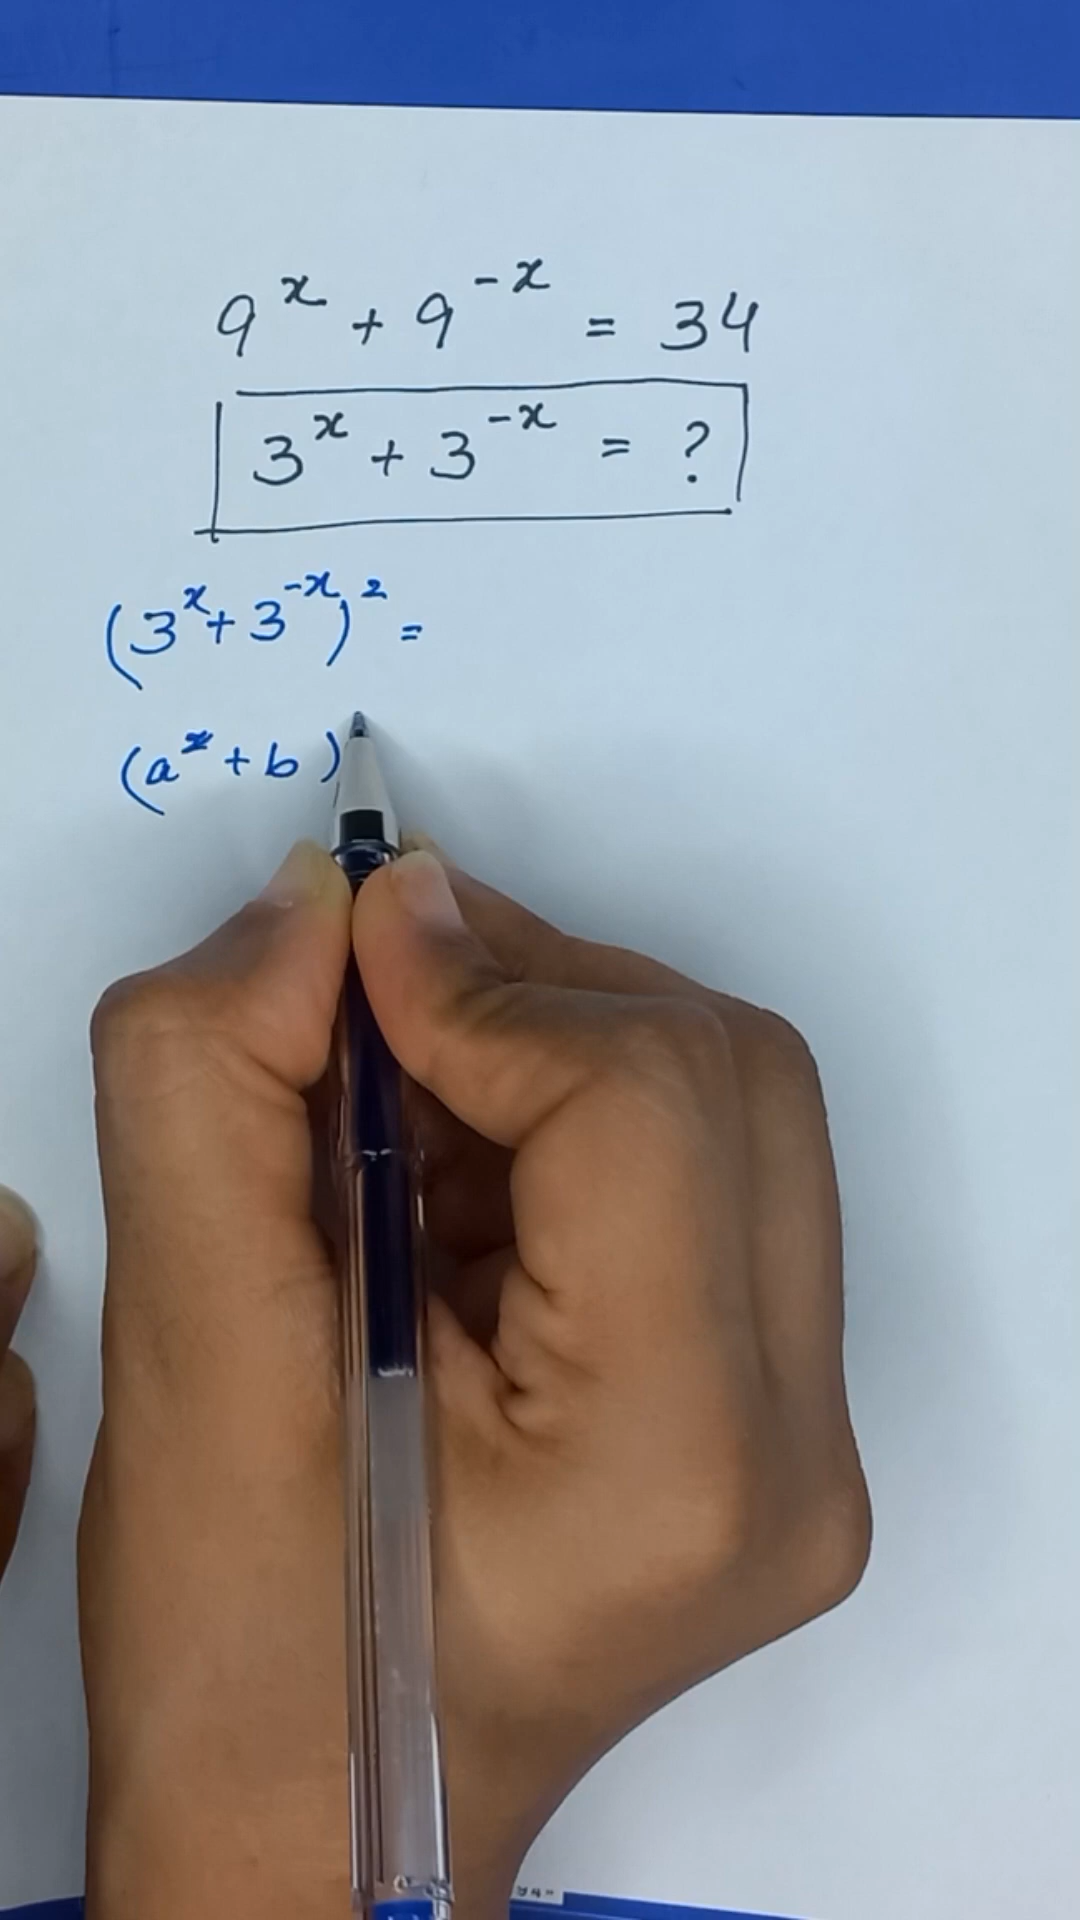 9^x + 9^-x = 34
3^x + 3^-x = ?
(3^x + 3^-x)^2 =
(a^x + b)